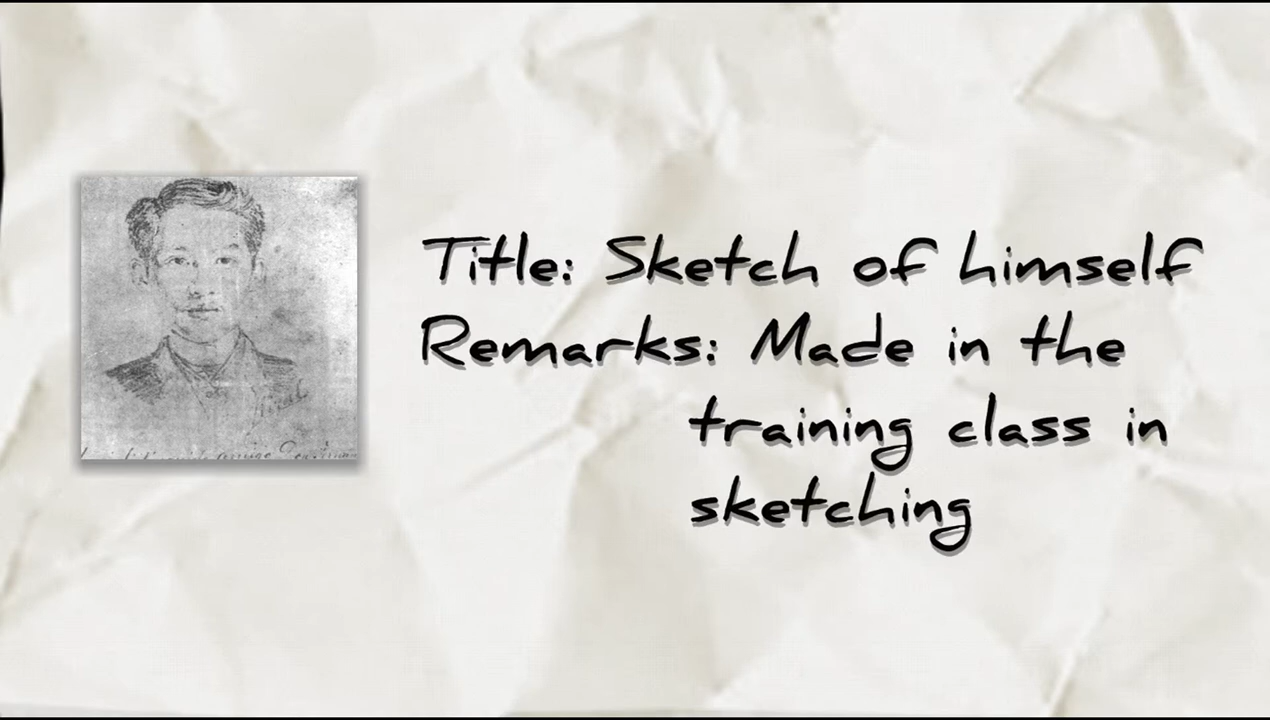 Title: Sketch of himself
Remarks: Made in the
training class in
sketching